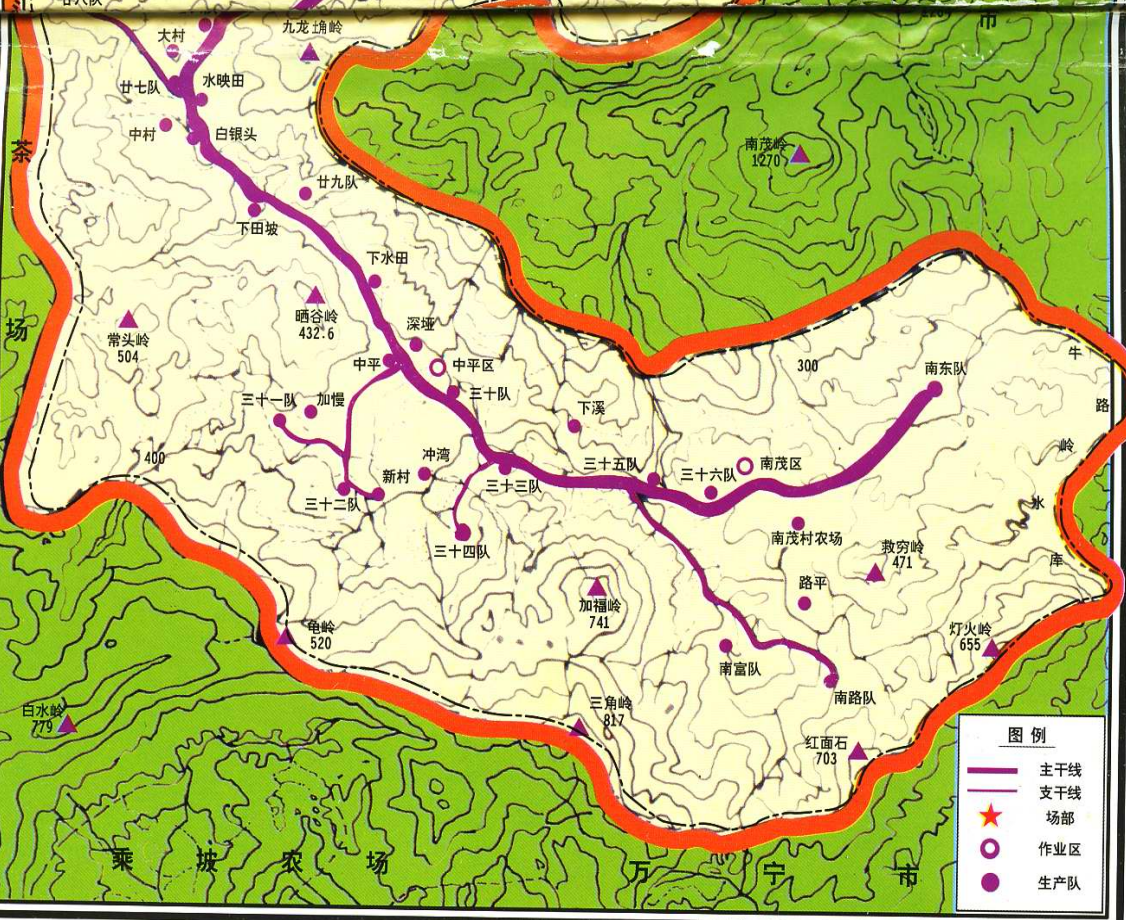 廿八队
市
大村
九龙
岭
廿七队
水映田
中村
白银头
茶
南茂岭
1270
廿九队
下田坡
下水田
晒谷岭
432.6
常头岭
504
场
深垭
中平
中平区
三十队
300
南东队
牛
路
岭
水
库
三十一队
加慢
下溪
400
冲湾
新村
三十二队
三十三队
三十五队
三十六队
南茂区
三十四队
南茂村农场
救穷岭
471
路平
加福岭
741
龟岭
520
灯火岭
655
南富队
南路队
白水岭
779
三角岭
817
红面石
703
图例
主干线
支干线
场部
作业区
生产队
乘坡农场
万宁市